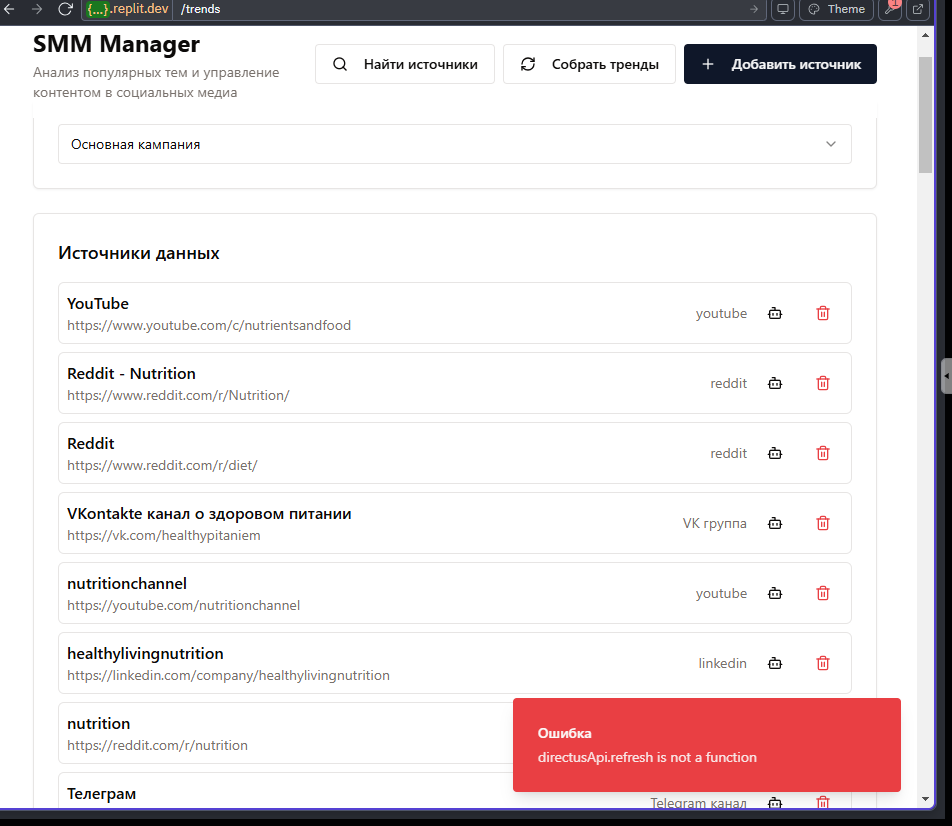 {...}.replit.dev /trends
Theme
1
SMM Manager
Анализ популярных тем и управление
контентом в социальных медиа
Найти источники
Собрать тренды
Добавить источник
Основная кампания
Источники данных
YouTube
https://www.youtube.com/c/nutrientsandfood
youtube
Reddit - Nutrition
https://www.reddit.com/r/Nutrition/
reddit
Reddit
https://www.reddit.com/r/diet/
reddit
VKontakte канал о здоровом питании
https://vk.com/healthypitaniem
VK группа
nutritionchannel
https://youtube.com/nutritionchannel
youtube
healthylivingnutrition
https://linkedin.com/company/healthylivingnutrition
linkedin
nutrition
https://reddit.com/r/nutrition
Ошибка
directusApi.refresh is not a function
Телеграм
Telegram канал